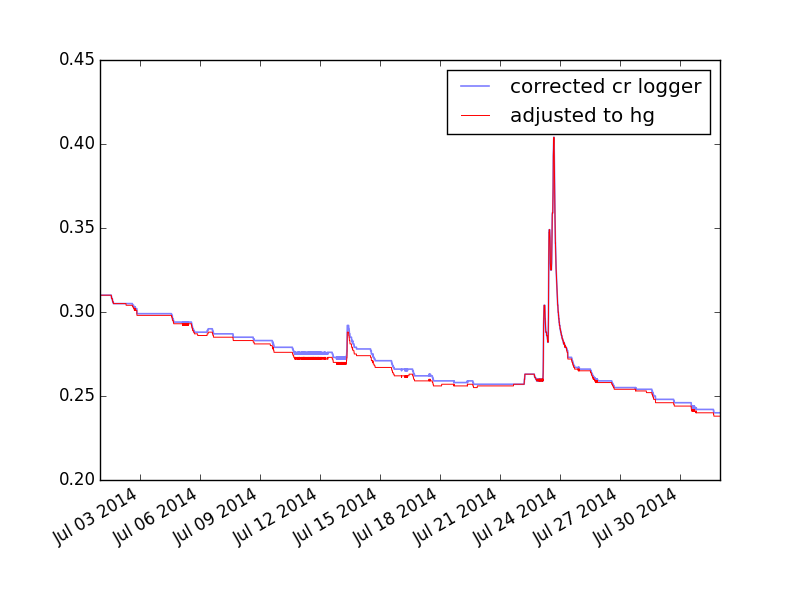 0.45
0.40
0.35
0.30
0.25
0.20
corrected cr logger
adjusted to hg
Jul 03 2014
Jul 06 2014
Jul 09 2014
Jul 12 2014
Jul 15 2014
Jul 18 2014
Jul 21 2014
Jul 24 2014
Jul 27 2014
Jul 30 2014